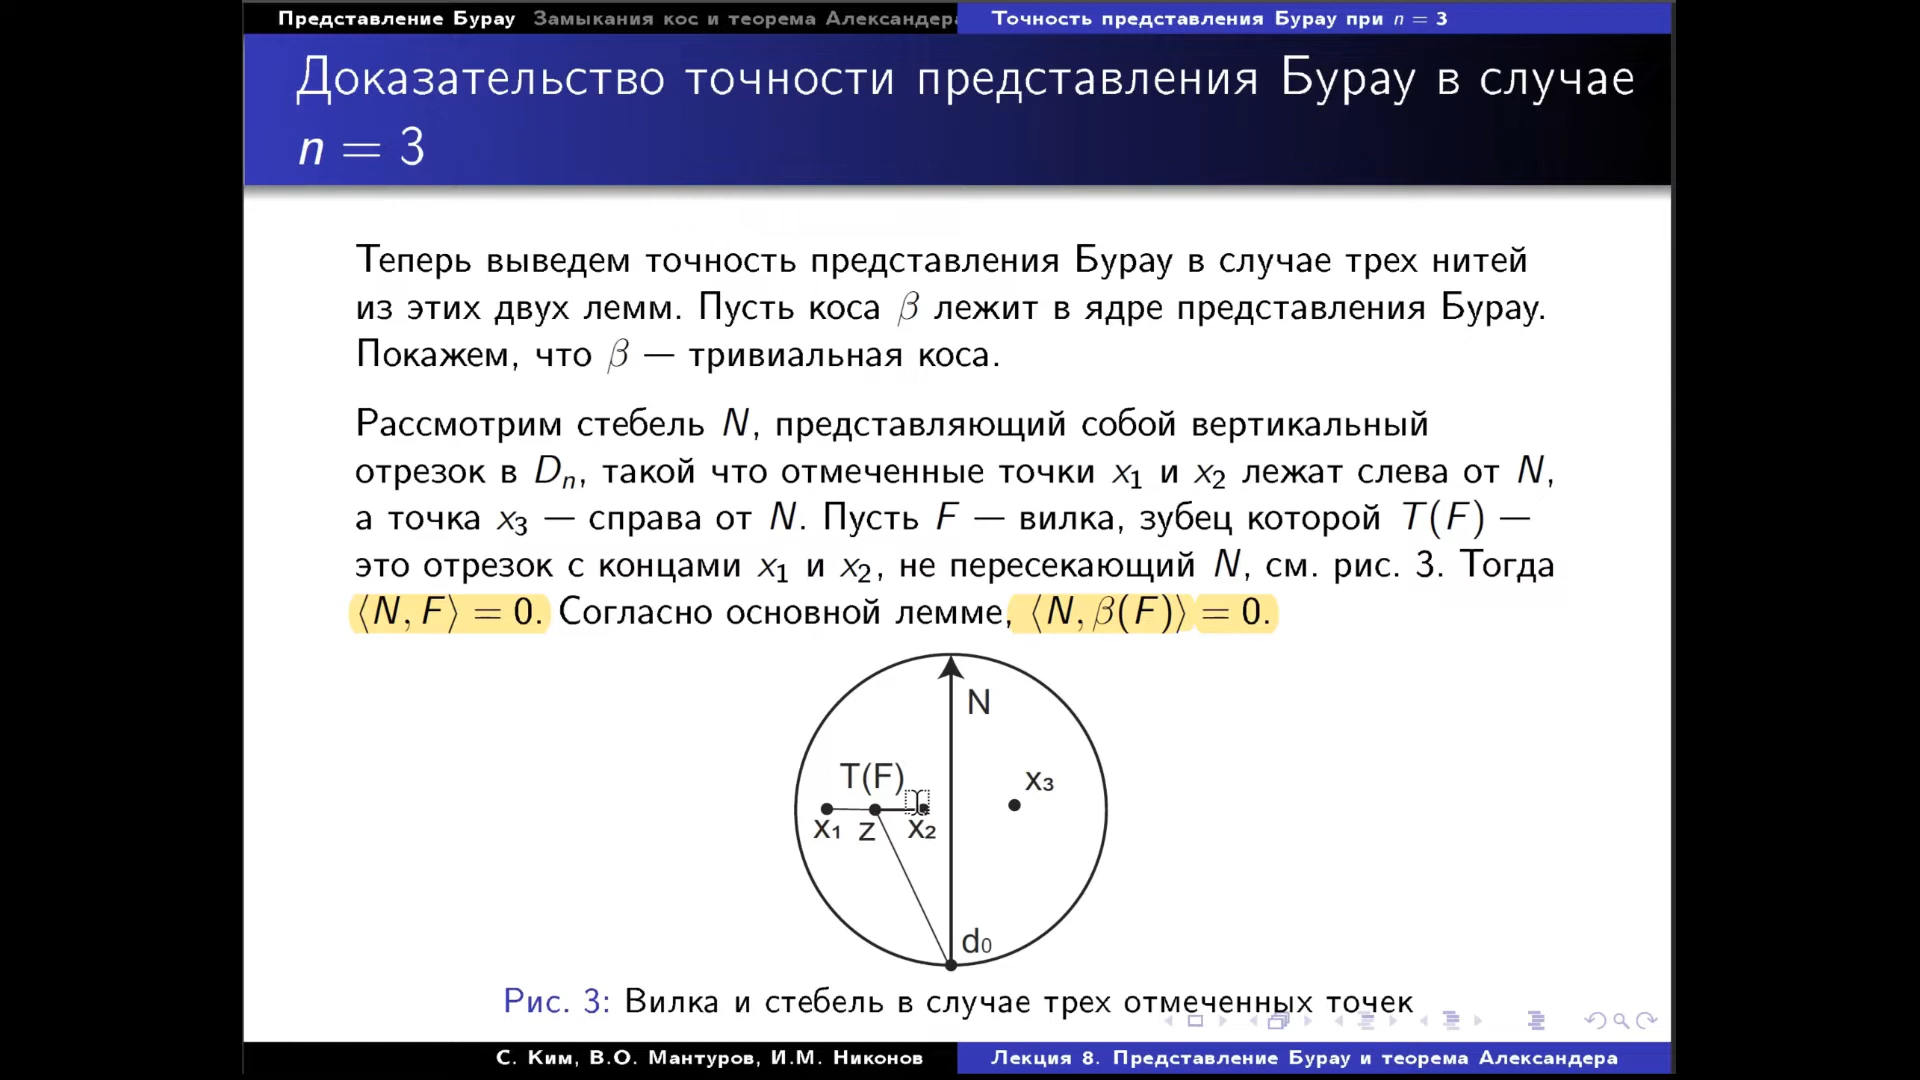 Представление Бурау Замыкания кос и теорема Александера Точность представления Бурау при n = 3
Доказательство точности представления Бурау в случае
n = 3
Теперь выведем точность представления Бурау в случае трех нитей
из этих двух лемм. Пусть коса β лежит в ядре представления Бурау.
Покажем, что β — тривиальная коса.
Рассмотрим стебель N, представляющий собой вертикальный
отрезок в Dₙ, такой что отмеченные точки x₁ и x₂ лежат слева от N,
а точка x₃ — справа от N. Пусть F — вилка, зубец которой T(F) —
это отрезок с концами x₁ и x₂, не пересекающий N, см. рис. 3. Тогда
⟨N, F⟩ = 0. Согласно основной лемме, ⟨N, β(F)⟩ = 0.
N
T(F)
x₃
x₁ z x₂
d₀
Рис. 3: Вилка и стебель в случае трех отмеченных точек
С. Ким, В.О. Мантуров, И.М. Никонов Лекция 8. Представление Бурау и теорема Александера